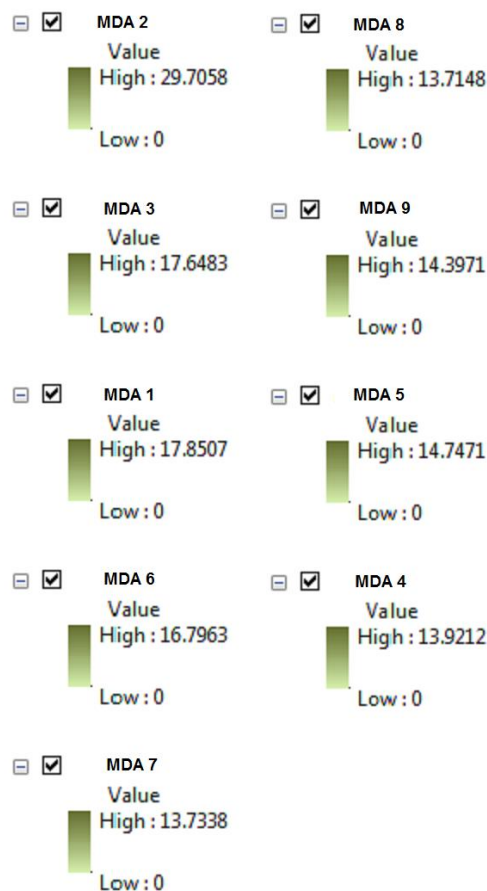 MDA 2
Value
High : 29.7058
Low : 0
MDA 3
Value
High : 17.6483
Low : 0
MDA 1
Value
High : 17.8507
Low : 0
MDA 6
Value
High : 16.7963
Low : 0
MDA 7
Value
High : 13.7338
Low : 0
MDA 8
Value
High : 13.7148
Low : 0
MDA 9
Value
High : 14.3971
Low : 0
MDA 5
Value
High : 14.7471
Low : 0
MDA 4
Value
High : 13.9212
Low : 0